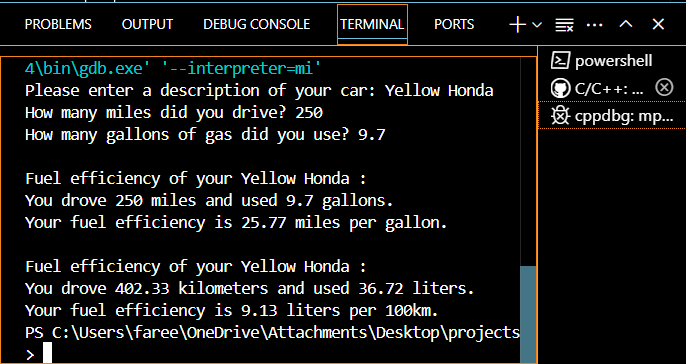 PROBLEMS OUTPUT DEBUG CONSOLE TERMINAL PORTS
4\bin\gdb.exe' '--interpreter=mi'
Please enter a description of your car: Yellow Honda
How many miles did you drive? 250
How many gallons of gas did you use? 9.7
Fuel efficiency of your Yellow Honda :
You drove 250 miles and used 9.7 gallons.
Your fuel efficiency is 25.77 miles per gallon.
Fuel efficiency of your Yellow Honda :
You drove 402.33 kilometers and used 36.72 liters.
Your fuel efficiency is 9.13 liters per 100km.
PS C:\Users\faree\OneDrive\Attachments\Desktop\projects
>
powershell
C/C++: ...
cppdbg: mp...